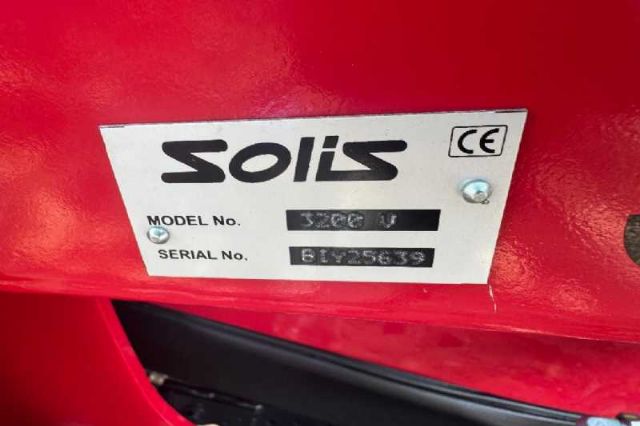 Solis
CE
MODEL No. 3200 V
SERIAL No. BIY25639